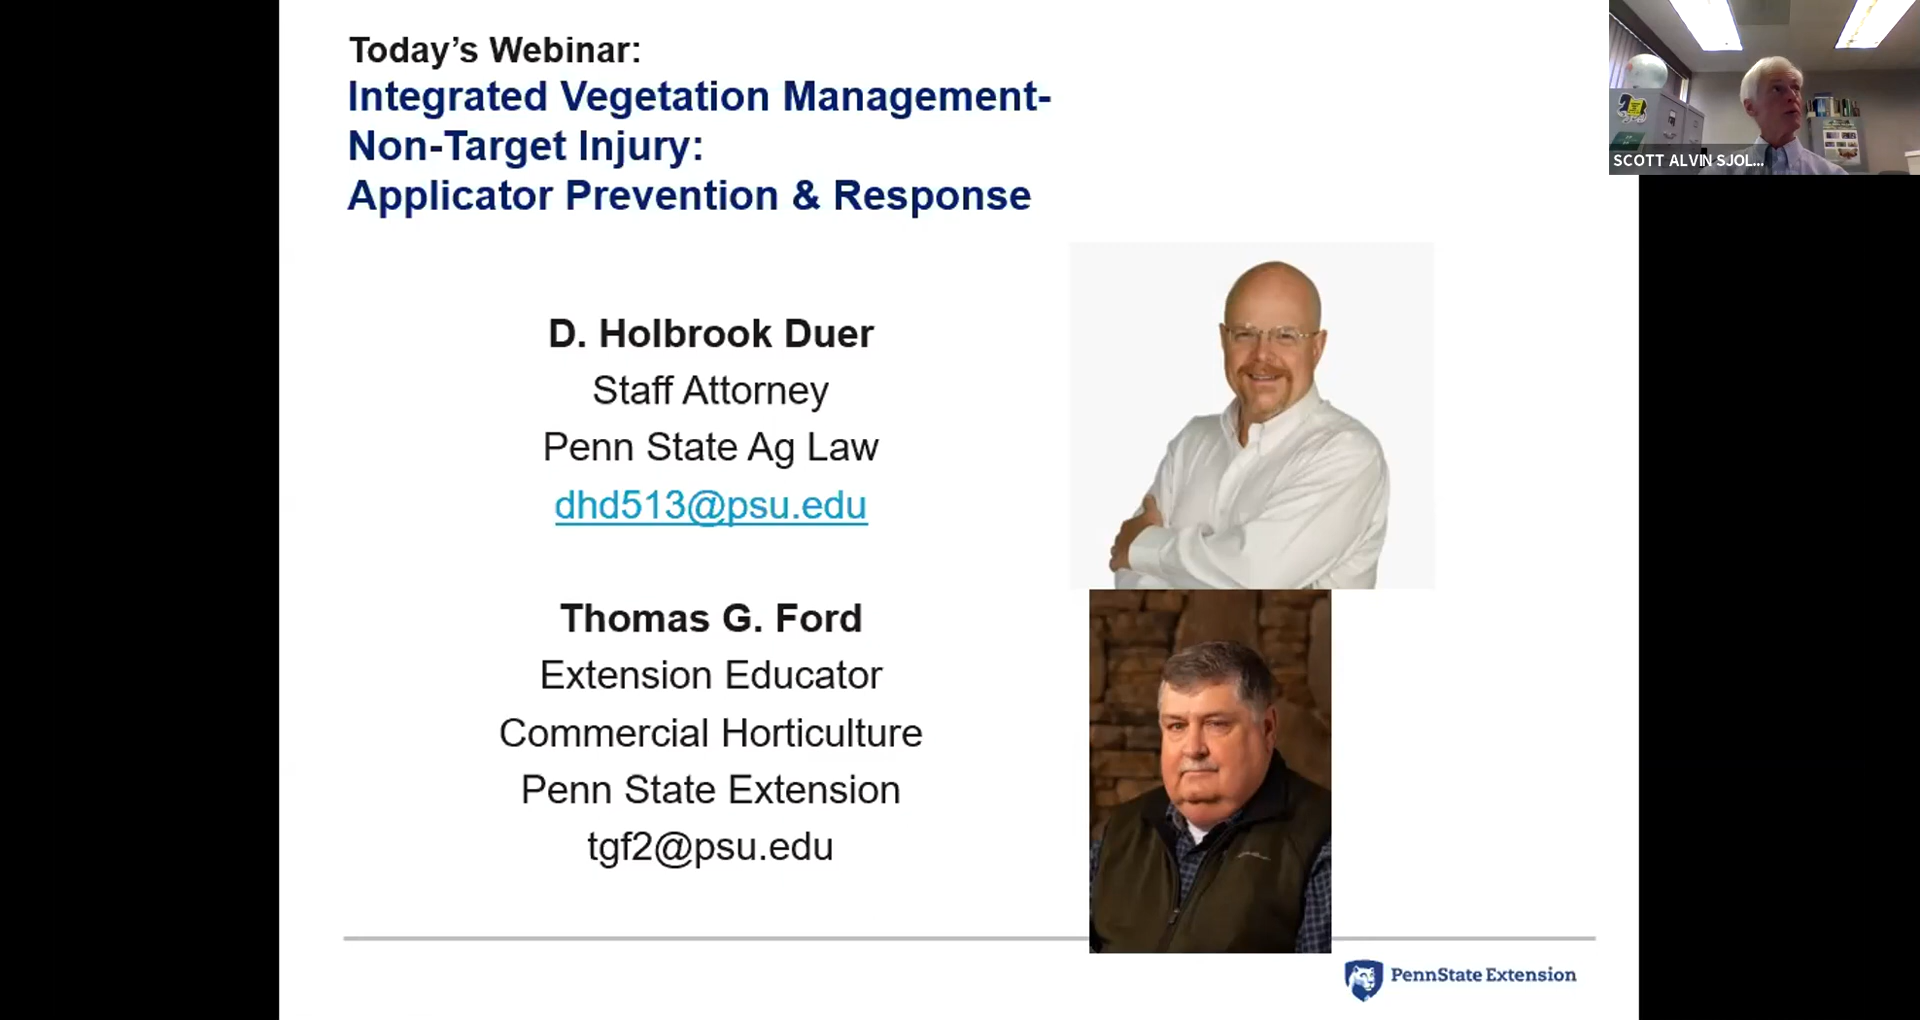 Today’s Webinar:
Integrated Vegetation Management-
Non-Target Injury:
Applicator Prevention & Response
SCOTT ALVIN SJOL...
D. Holbrook Duer
Staff Attorney
Penn State Ag Law
dhd513@psu.edu
Thomas G. Ford
Extension Educator
Commercial Horticulture
Penn State Extension
tgf2@psu.edu
PennState Extension